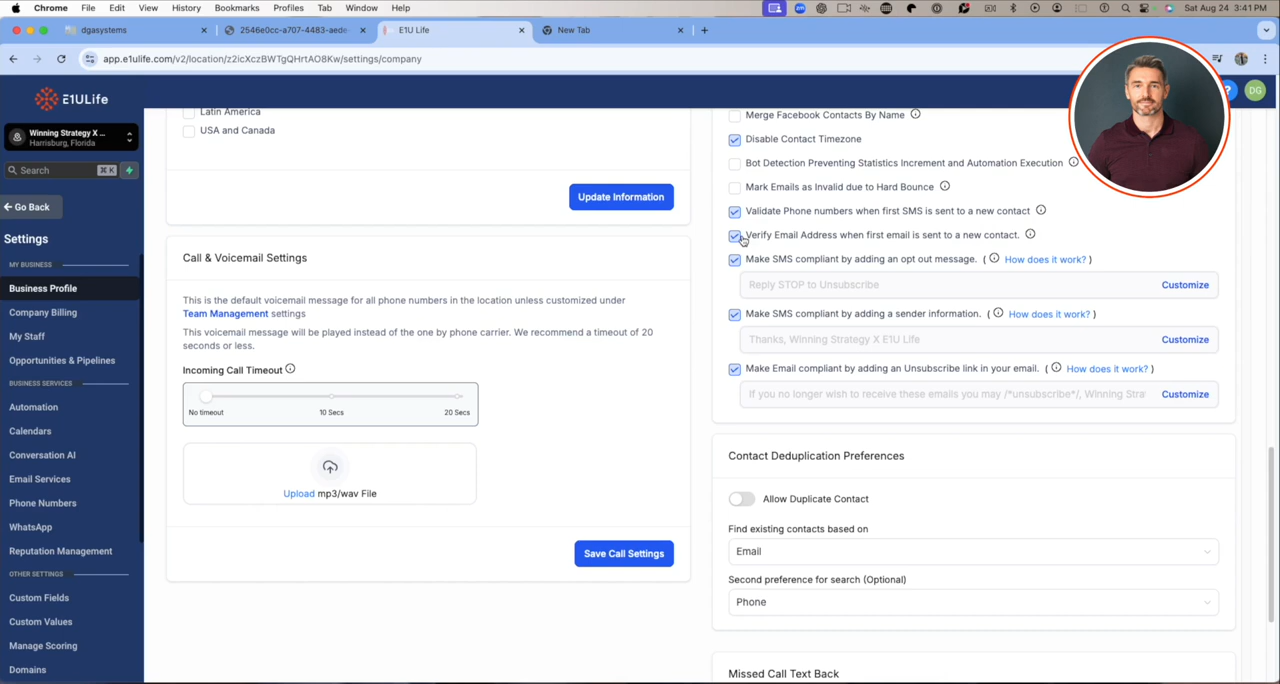 Chrome File Edit View History Bookmarks Profiles Tab Window Help
Sat Aug 24 3:41 PM
dgasystems
2546e0cc-a707-4483-aede
E1U Life
New Tab
app.e1ulife.com/v2/location/z2icXczBWTgQHrtAO8Kw/settings/company
E1ULife
DG
Winning Strategy X ...
Harrisburg, Florida
Search
⌘ K
Go Back
Settings
MY BUSINESS
Business Profile
Company Billing
My Staff
Opportunities & Pipelines
BUSINESS SERVICES
Automation
Calendars
Conversation AI
Email Services
Phone Numbers
WhatsApp
Reputation Management
OTHER SETTINGS
Custom Fields
Custom Values
Manage Scoring
Domains
Latin America
USA and Canada
Update Information
Call & Voicemail Settings
This is the default voicemail message for all phone numbers in the location unless customized under
Team Management settings
This voicemail message will be played instead of the one by phone carrier. We recommend a timeout of 20
seconds or less.
Incoming Call Timeout
No timeout
10 Secs
20 Secs
Upload mp3/wav File
Save Call Settings
Merge Facebook Contacts By Name
Disable Contact Timezone
Bot Detection Preventing Statistics Increment and Automation Execution
Mark Emails as Invalid due to Hard Bounce
Validate Phone numbers when first SMS is sent to a new contact
Verify Email Address when first email is sent to a new contact.
Make SMS compliant by adding an opt out message. ( How does it work? )
Reply STOP to Unsubscribe
Customize
Make SMS compliant by adding a sender information. ( How does it work? )
Thanks, Winning Strategy X E1U Life
Customize
Make Email compliant by adding an Unsubscribe link in your email. ( How does it work? )
If you no longer wish to receive these emails you may /*unsubscribe*/, Winning Stra
Customize
Contact Deduplication Preferences
Allow Duplicate Contact
Find existing contacts based on
Email
Second preference for search (Optional)
Phone
Missed Call Text Back